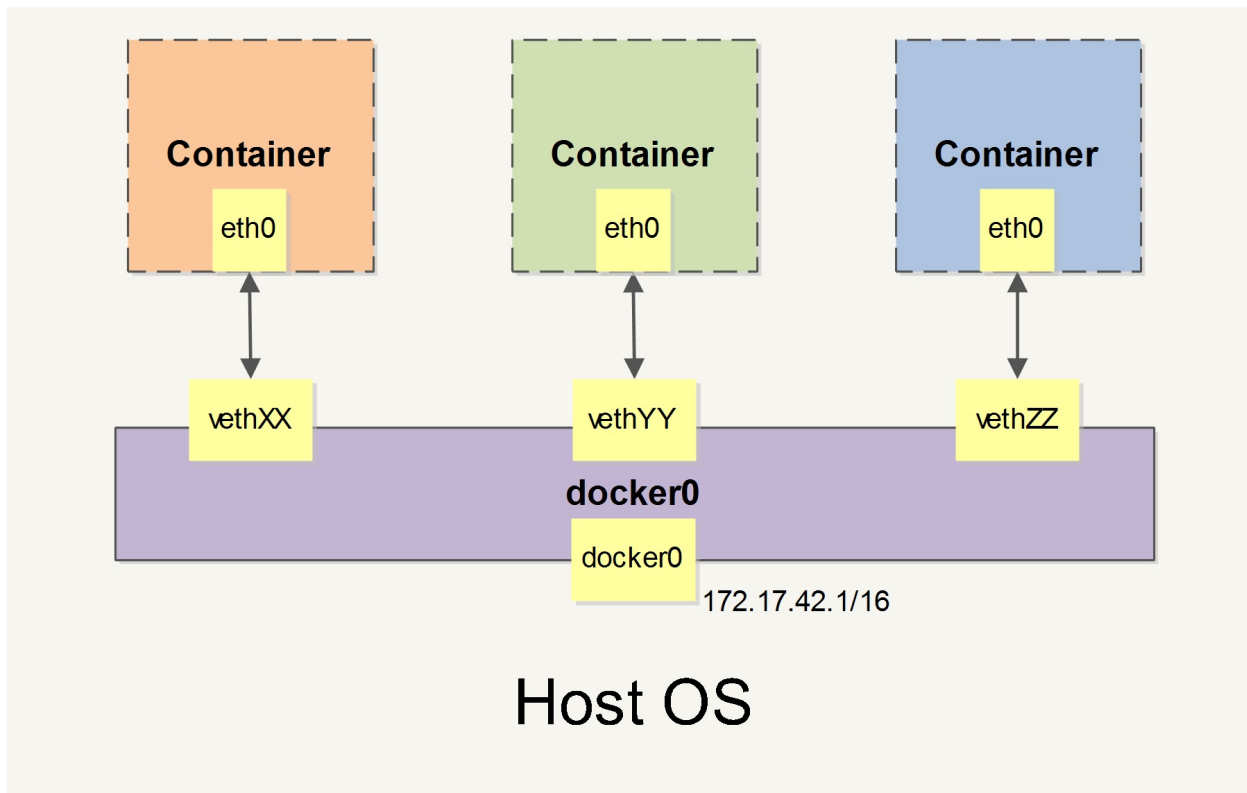 Container
Container
Container
eth0
eth0
eth0
vethXX
vethYY
vethZZ
docker0
docker0
172.17.42.1/16
Host OS